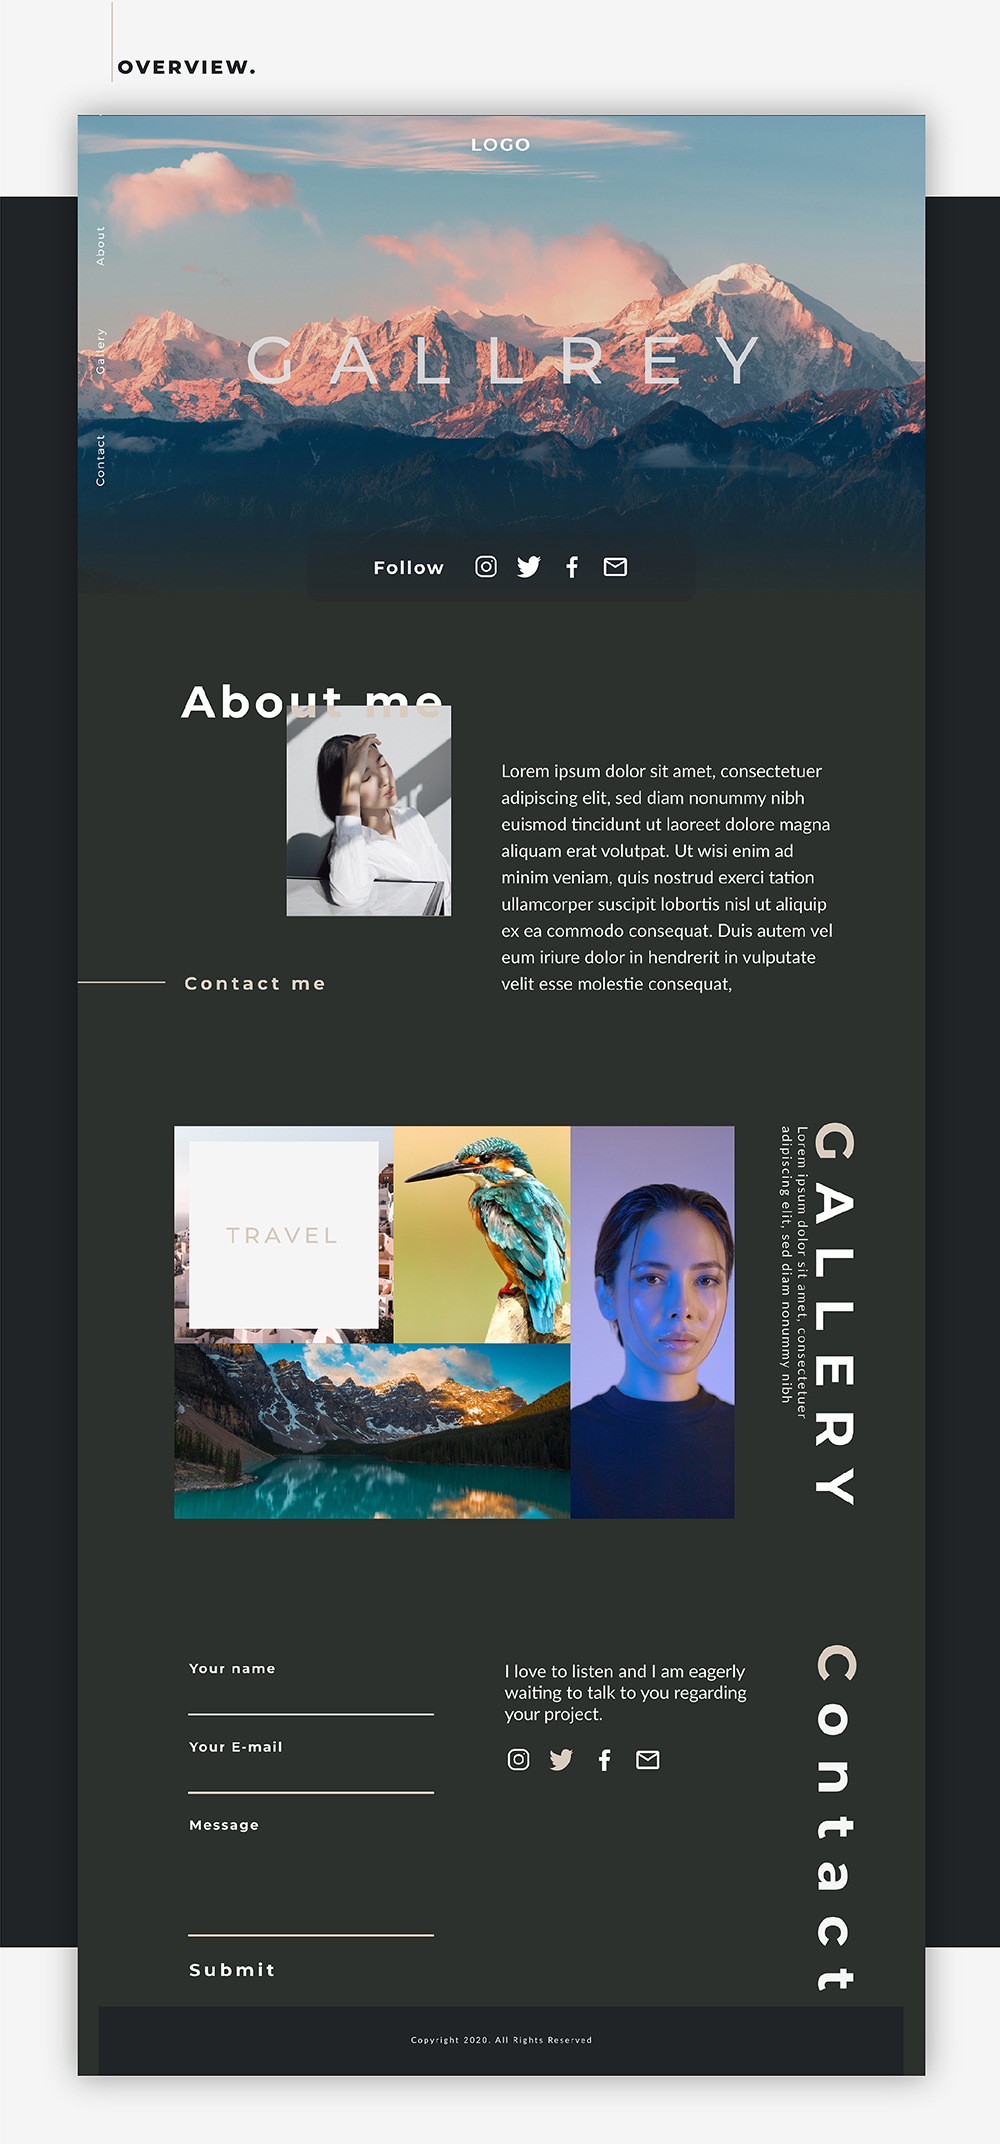 OVERVIEW.
LOGO
About
Gallery
Contact
GALLREY
Follow
About me
Lorem ipsum dolor sit amet, consectetuer
adipiscing elit, sed diam nonummy nibh
euismod tincidunt ut laoreet dolore magna
aliquam erat volutpat. Ut wisi enim ad
minim veniam, quis nostrud exerci tation
ullamcorper suscipit lobortis nisl ut aliquip
ex ea commodo consequat. Duis autem vel
eum iriure dolor in hendrerit in vulputate
velit esse molestie consequat,
Contact me
TRAVEL
GALLERY
Lorem ipsum dolor sit amet, consectetuer
adipiscing elit, sed diam nonummy nibh
Contact
Your name
Your E-mail
Message
Submit
I love to listen and I am eagerly
waiting to talk to you regarding
your project.
Copyright 2020. All Rights Reserved